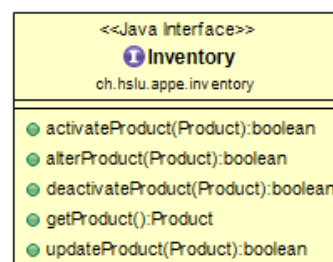 <<Java Interface>>
I Inventory
ch.hslu.appe.inventory
activateProduct(Product):boolean
alterProduct(Product):boolean
deactivateProduct(Product):boolean
getProduct():Product
updateProduct(Product):boolean